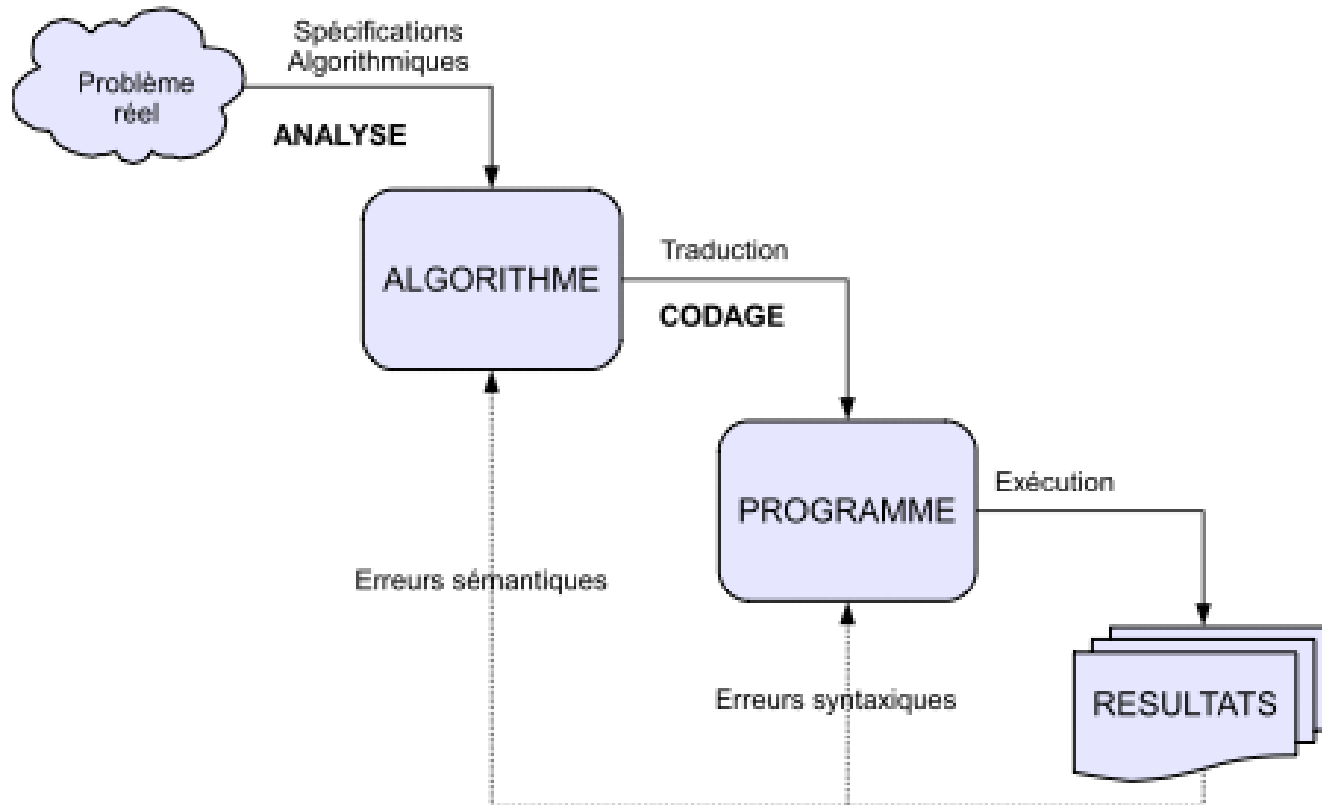 Spécifications
Algorithmiques
Problème
réel
ANALYSE
ALGORITHME
Traduction
CODAGE
PROGRAMME
Exécution
Erreurs sémantiques
Erreurs syntaxiques
RESULTATS